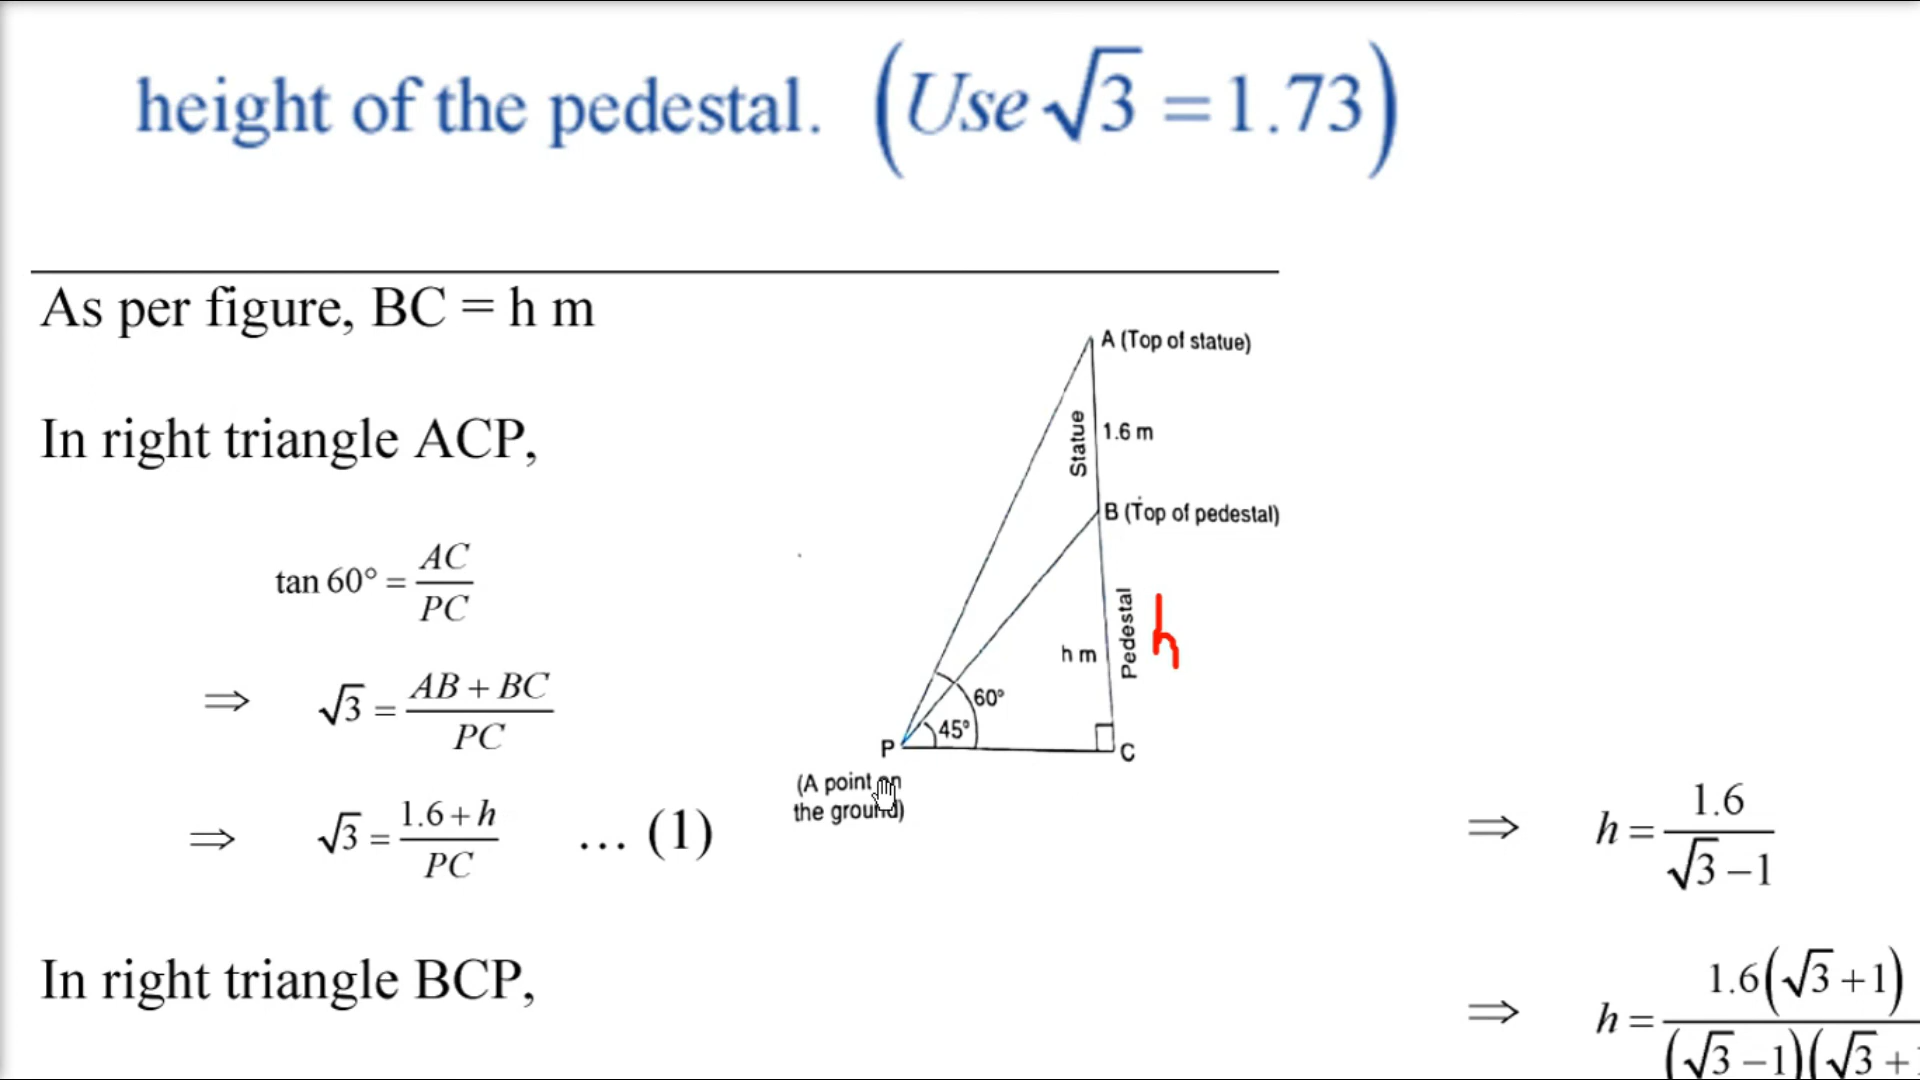 height of the pedestal. (Use √3 = 1.73)
As per figure, BC = h m
In right triangle ACP,
tan 60° = AC/PC
⇒ √3 = (AB + BC)/PC
⇒ √3 = (1.6 + h)/PC ... (1)
In right triangle BCP,
A (Top of statue)
Statue
1.6 m
B (Top of pedestal)
Pedestal
h
h m
60°
45°
P
C
(A point on
the ground)
⇒ h = 1.6/(√3 −1)
⇒ h = 1.6(√3 +1)/(√3 −1)(√3 +